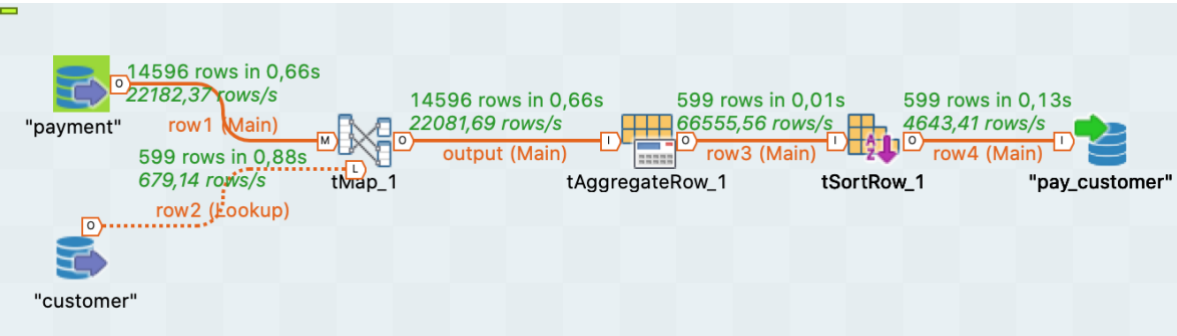 14596 rows in 0,66s
22182,37 rows/s
O
"payment"
row1 (Main)
599 rows in 0,88s
679,14 rows/s
row2 (Lookup)
O
"customer"
M
L
O
tMap_1
14596 rows in 0,66s
22081,69 rows/s
output (Main)
I
O
tAggregateRow_1
599 rows in 0,01s
66555,56 rows/s
row3 (Main)
I
A
Z
O
tSortRow_1
599 rows in 0,13s
4643,41 rows/s
row4 (Main)
I
"pay_customer"